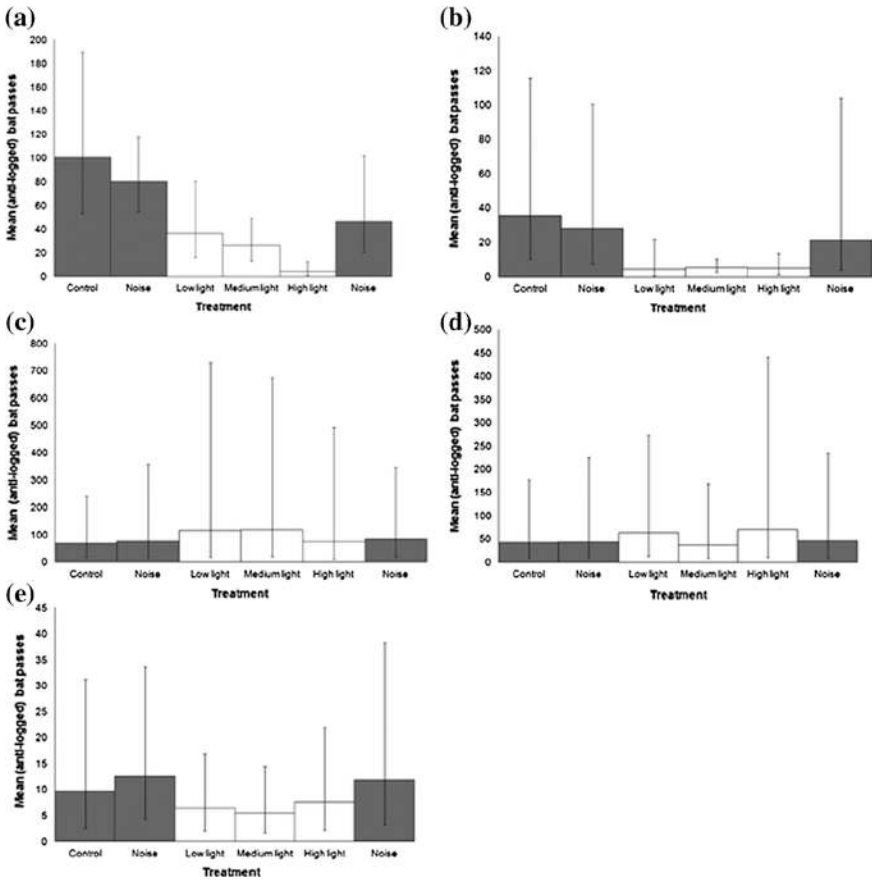 (a)
Mean (anti-logged) bat passes
200
180
160
140
120
100
80
60
40
20
0
Control Noise Low light Medium light High light Noise
Treatment
(b)
Mean (anti-logged) bat passes
140
120
100
80
60
40
20
0
Control Noise Low light Medium light High light Noise
Treatment
(c)
Mean (anti-logged) bat passes
800
700
600
500
400
300
200
100
0
Control Noise Low light Medium light High light Noise
Treatment
(d)
Mean (anti-logged) bat passes
500
450
400
350
300
250
200
150
100
50
0
Control Noise Low light Medium light High light Noise
Treatment
(e)
Mean (anti-logged) bat passes
45
40
35
30
25
20
15
10
5
0
Control Noise Low light Medium light High light Noise
Treatment